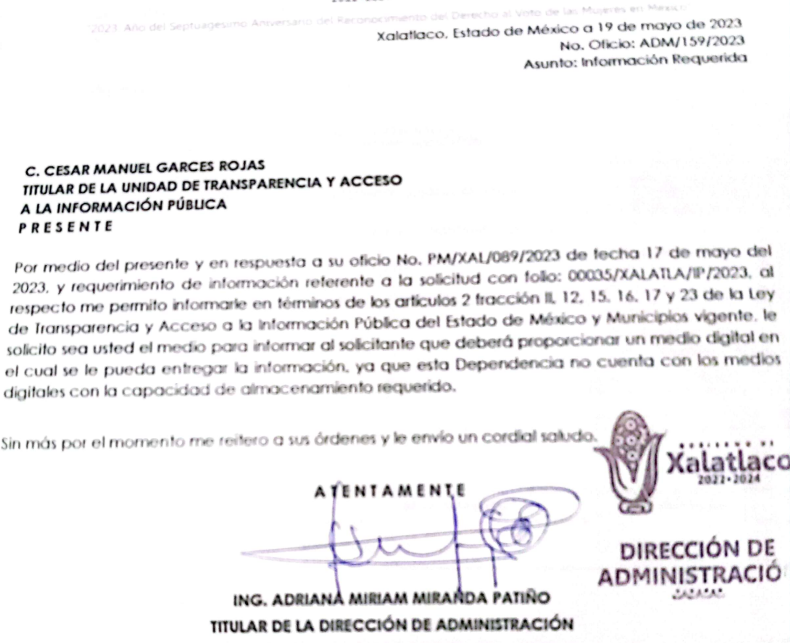 "2023. Año del Septuagésimo Aniversario del Reconocimiento del Derecho al Voto de las Mujeres en México"
Xalatlaco, Estado de México a 19 de mayo de 2023
No. Oficio: ADM/159/2023
Asunto: Información Requerida
C. CESAR MANUEL GARCES ROJAS
TITULAR DE LA UNIDAD DE TRANSPARENCIA Y ACCESO
A LA INFORMACIÓN PÚBLICA
P R E S E N T E
Por medio del presente y en respuesta a su oficio No. PM/XAL/089/2023 de fecha 17 de mayo del
2023, y requerimiento de información referente a la solicitud con folio: 00035/XALATLA/IP/2023, al
respecto me permito informarle en términos de los artículos 2 fracción II, 12, 15, 16, 17 y 23 de la Ley
de Transparencia y Acceso a la Información Pública del Estado de México y Municipios vigente, le
solicito sea usted el medio para informar al solicitante que deberá proporcionar un medio digital en
el cual se le pueda entregar la información, ya que esta Dependencia no cuenta con los medios
digitales con la capacidad de almacenamiento requerido.
Sin más por el momento me reitero a sus órdenes y le envío un cordial saludo.
Xalatlaco
2022-2024
A T E N T A M E N T E
DIRECCIÓN DE
ADMINISTRACIÓ
ING. ADRIANA MIRIAM MIRANDA PATIÑO
TITULAR DE LA DIRECCIÓN DE ADMINISTRACIÓN